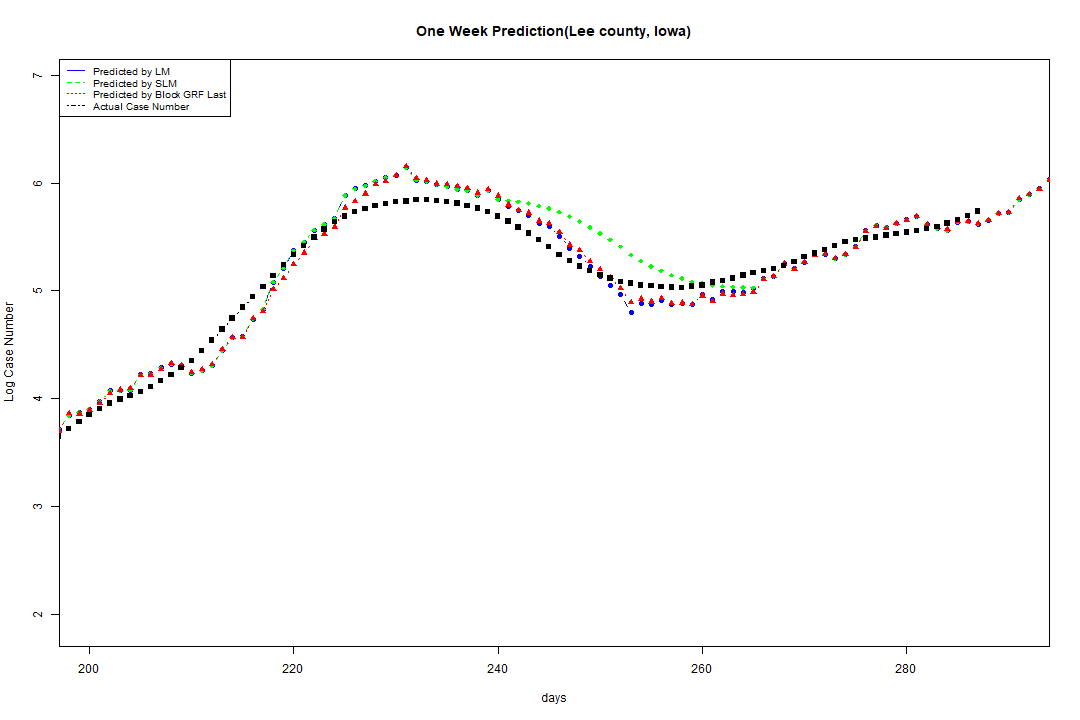 One Week Prediction(Lee county, Iowa)
Predicted by LM
Predicted by SLM
Predicted by Block GRF Last
Actual Case Number
7
6
5
4
3
2
Log Case Number
200 220 240 260 280
days